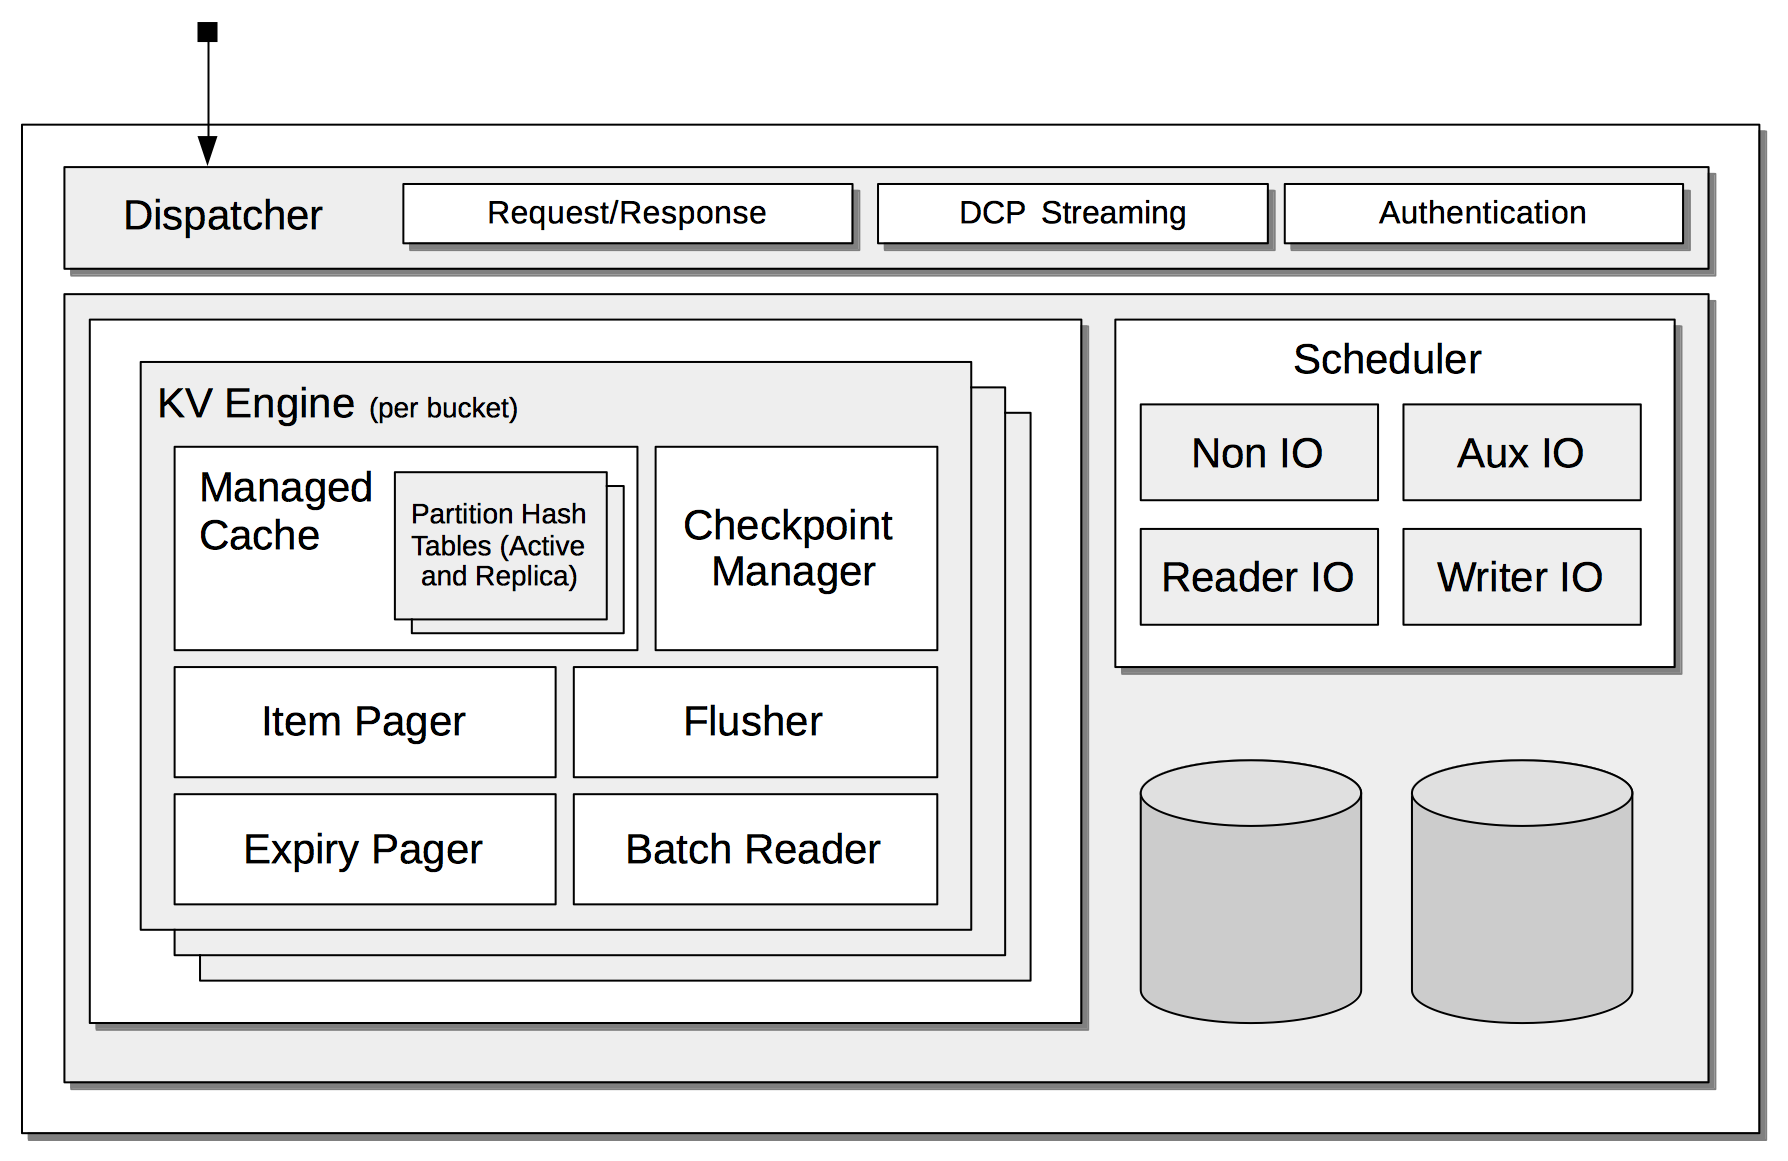 Dispatcher
Request/Response
DCP Streaming
Authentication
KV Engine (per bucket)
Managed
Cache
Partition Hash
Tables (Active
and Replica)
Checkpoint
Manager
Item Pager
Flusher
Expiry Pager
Batch Reader
Scheduler
Non IO
Aux IO
Reader IO
Writer IO